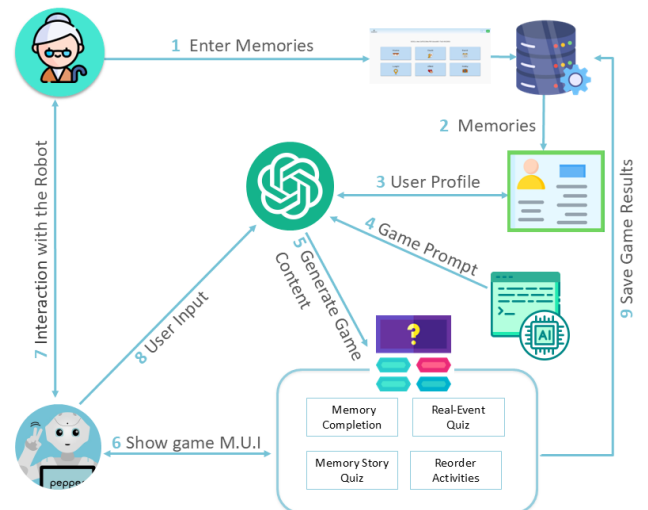 1 Enter Memories
2 Memories
3 User Profile
4 Game Prompt
5 Generate Game
Content
AI
?
7 Interaction with the Robot
8 User Input
9 Save Game Results
Memory
Completion
Real-Event
Quiz
6 Show game M.U.I
Memory Story
Quiz
Reorder
Activities
pepper